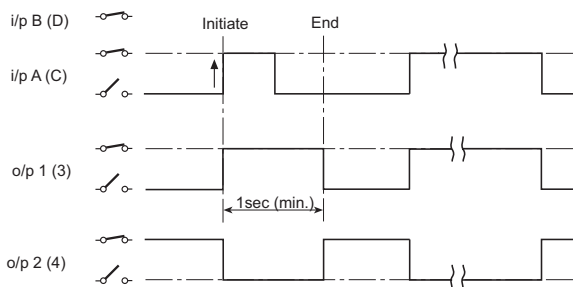 i/p B (D)
Initiate
End
i/p A (C)
o/p 1 (3)
1sec (min.)
o/p 2 (4)